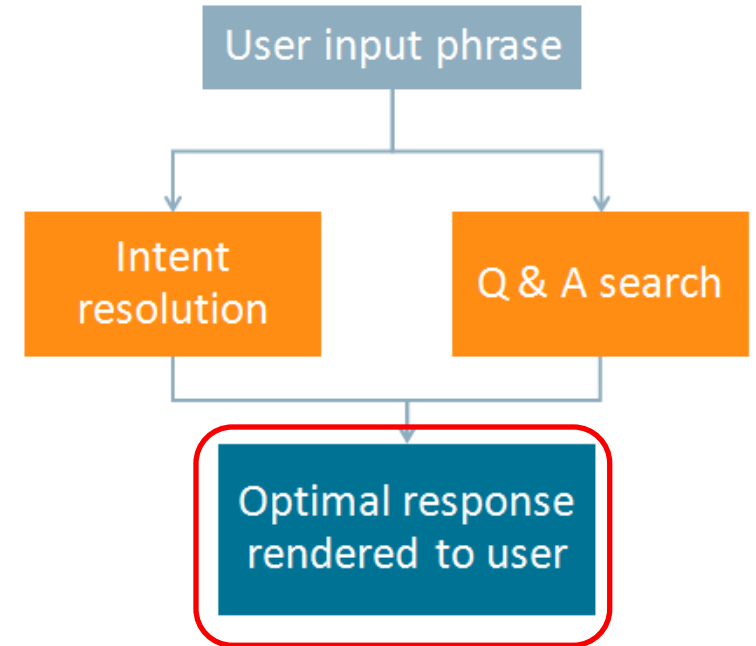 User input phrase
Intent
resolution
Q & A search
Optimal response
rendered to user